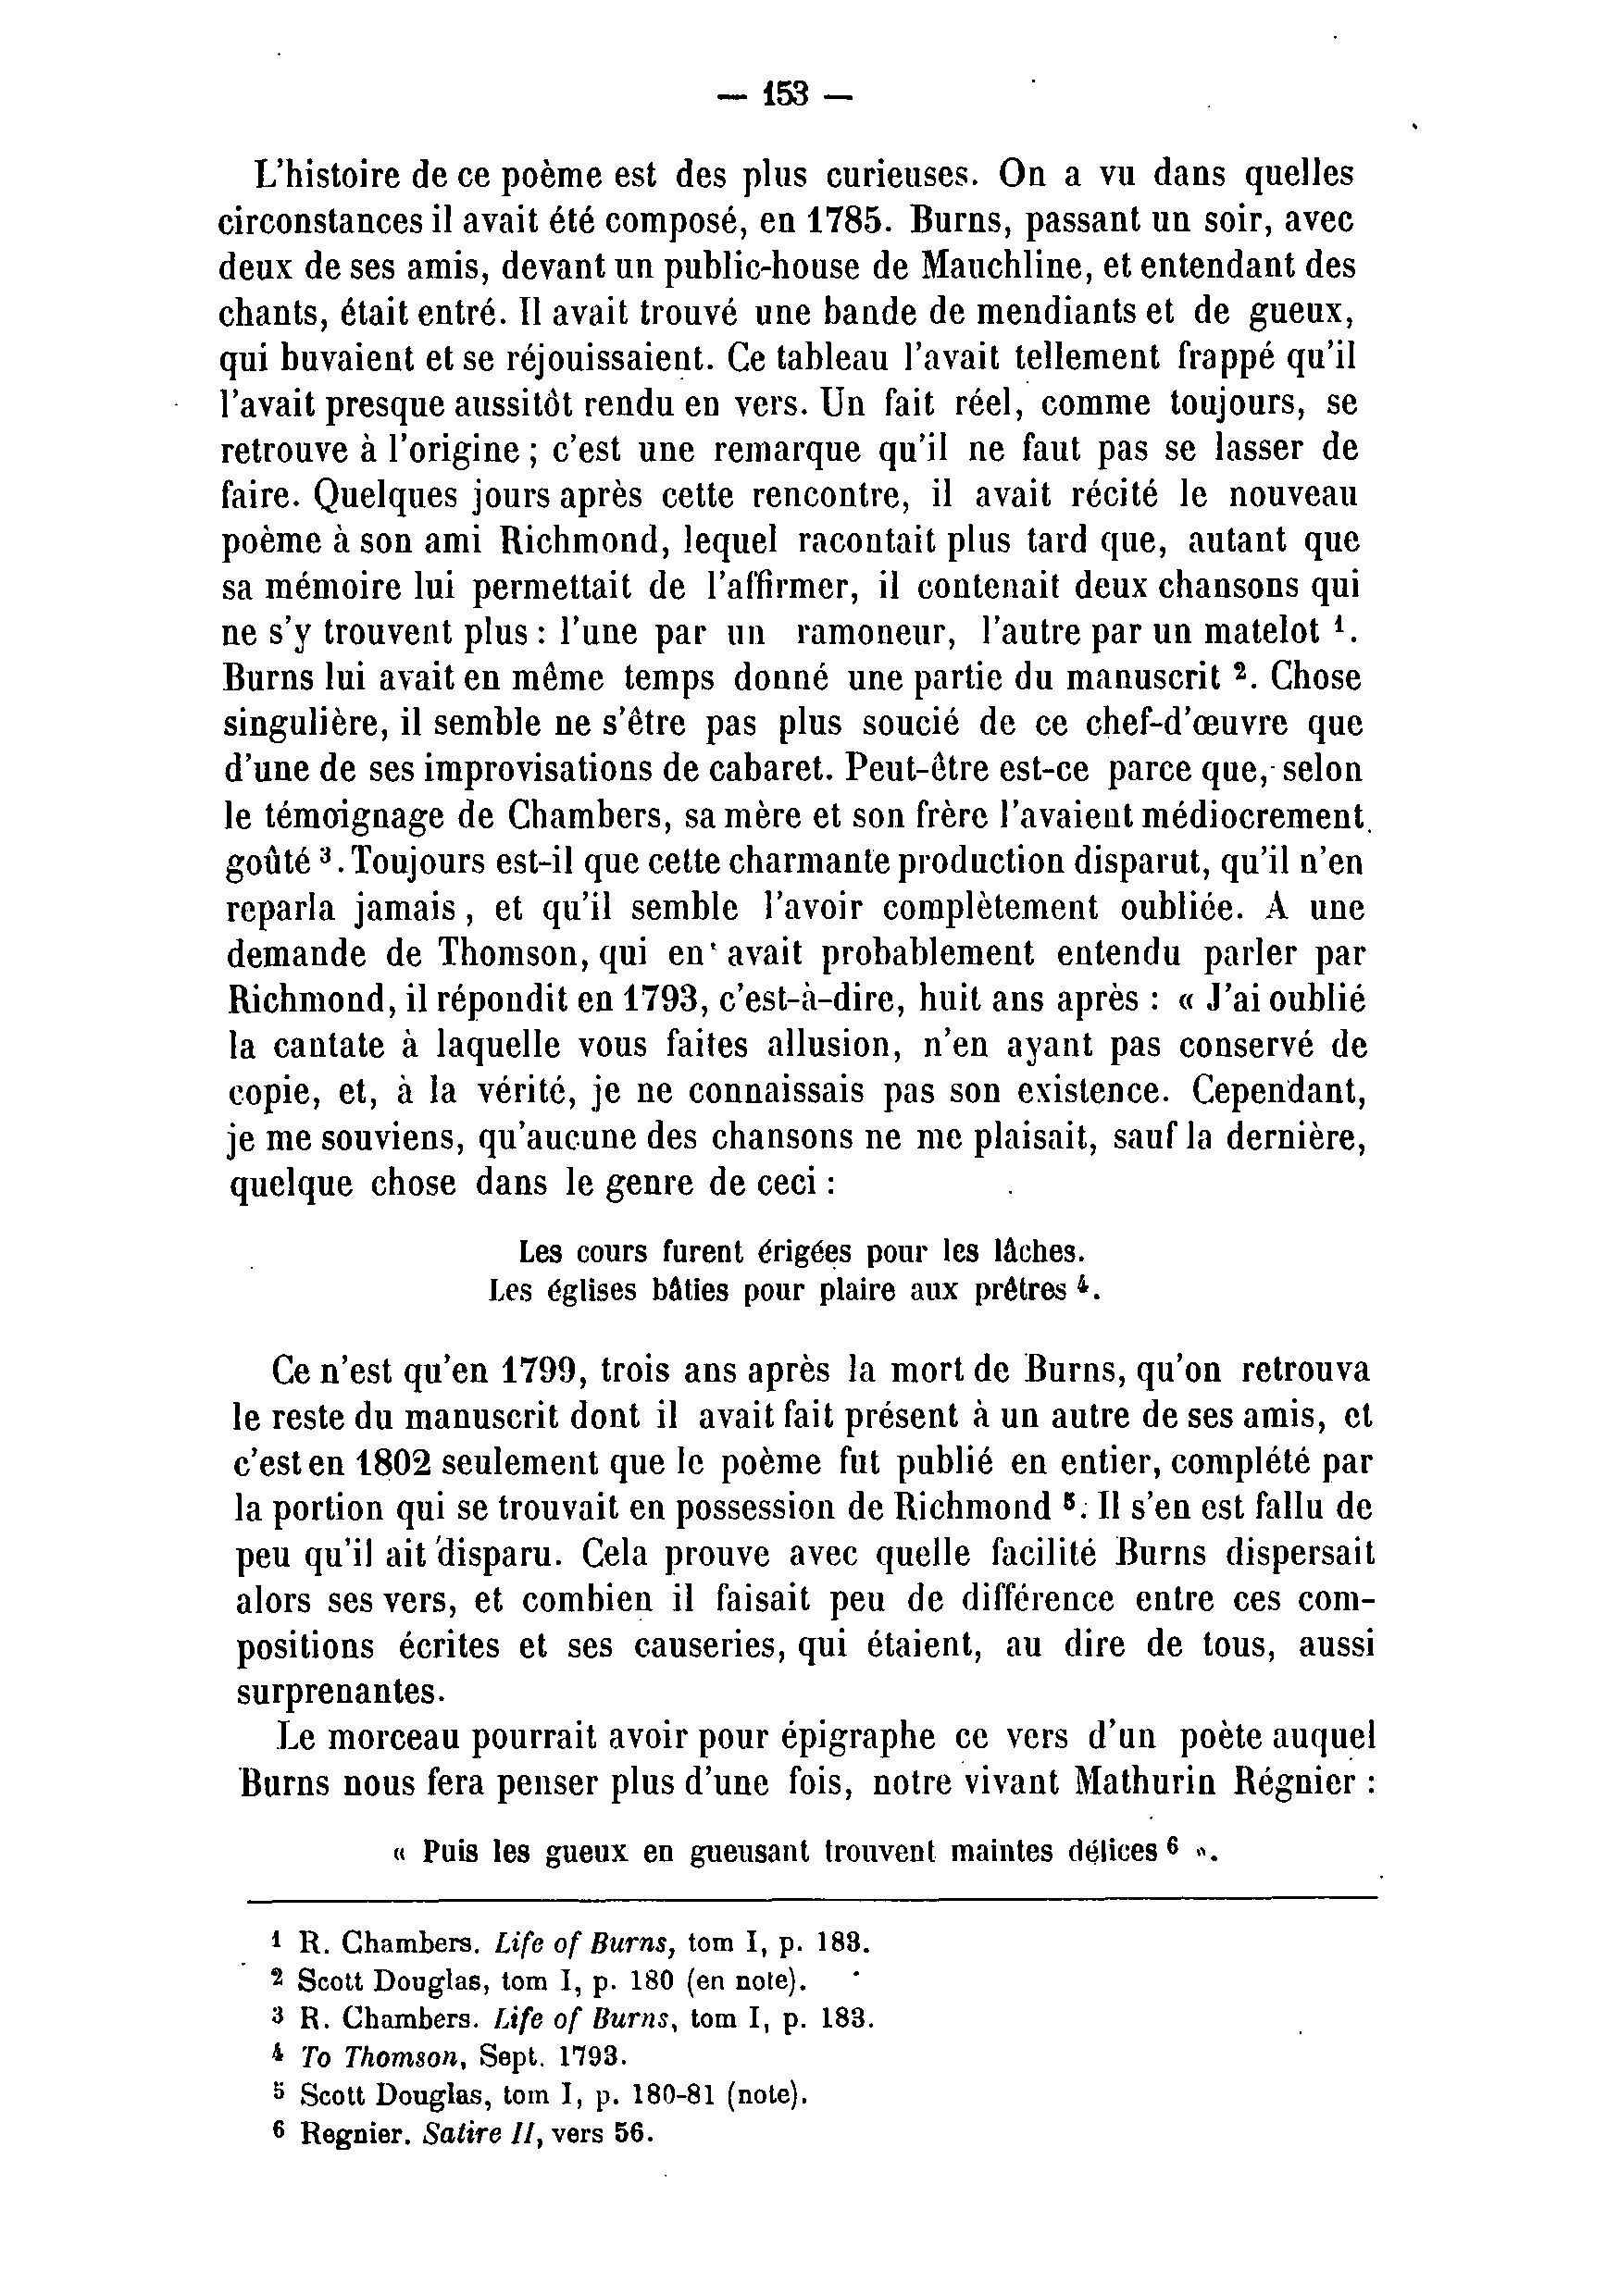 — 153 —
L'histoire de ce poème est des plus curieuses. On a vu dans quelles
circonstances il avait été composé, en 1785. Burns, passant un soir, avec
deux de ses amis, devant un public-house de Mauchline, et entendant des
chants, était entré. Il avait trouvé une bande de mendiants et de gueux,
qui buvaient et se réjouissaient. Ce tableau l'avait tellement frappé qu'il
l'avait presque aussitôt rendu en vers. Un fait réel, comme toujours, se
retrouve à l'origine ; c'est une remarque qu'il ne faut pas se lasser de
faire. Quelques jours après cette rencontre, il avait récité le nouveau
poème à son ami Richmond, lequel racontait plus tard que, autant que
sa mémoire lui permettait de l'affirmer, il contenait deux chansons qui
ne s'y trouvent plus : l'une par un ramoneur, l'autre par un matelot ¹.
Burns lui avait en même temps donné une partie du manuscrit ². Chose
singulière, il semble ne s'être pas plus soucié de ce chef-d'œuvre que
d'une de ses improvisations de cabaret. Peut-être est-ce parce que, selon
le témoignage de Chambers, sa mère et son frère l'avaient médiocrement
goûté ³. Toujours est-il que cette charmante production disparut, qu'il n'en
reparla jamais, et qu'il semble l'avoir complètement oubliée. A une
demande de Thomson, qui en avait probablement entendu parler par
Richmond, il répondit en 1793, c'est-à-dire, huit ans après : « J'ai oublié
la cantate à laquelle vous faites allusion, n'en ayant pas conservé de
copie, et, à la vérité, je ne connaissais pas son existence. Cependant,
je me souviens, qu'aucune des chansons ne me plaisait, sauf la dernière,
quelque chose dans le genre de ceci :
Les cours furent érigées pour les lâches.
Les églises bâties pour plaire aux prêtres ⁴.
Ce n'est qu'en 1799, trois ans après la mort de Burns, qu'on retrouva
le reste du manuscrit dont il avait fait présent à un autre de ses amis, et
c'est en 1802 seulement que le poème fut publié en entier, complété par
la portion qui se trouvait en possession de Richmond ⁵. Il s'en est fallu de
peu qu'il ait disparu. Cela prouve avec quelle facilité Burns dispersait
alors ses vers, et combien il faisait peu de différence entre ces com-
positions écrites et ses causeries, qui étaient, au dire de tous, aussi
surprenantes.
Le morceau pourrait avoir pour épigraphe ce vers d'un poète auquel
Burns nous fera penser plus d'une fois, notre vivant Mathurin Régnier :
« Puis les gueux en gueusant trouvent maintes délices ⁶ ».
¹ R. Chambers. Life of Burns, tom I, p. 183.
² Scott Douglas, tom I, p. 180 (en note).
³ R. Chambers. Life of Burns, tom I, p. 183.
⁴ To Thomson, Sept. 1793.
⁵ Scott Douglas, tom I, p. 180-81 (note).
⁶ Regnier. Satire II, vers 56.